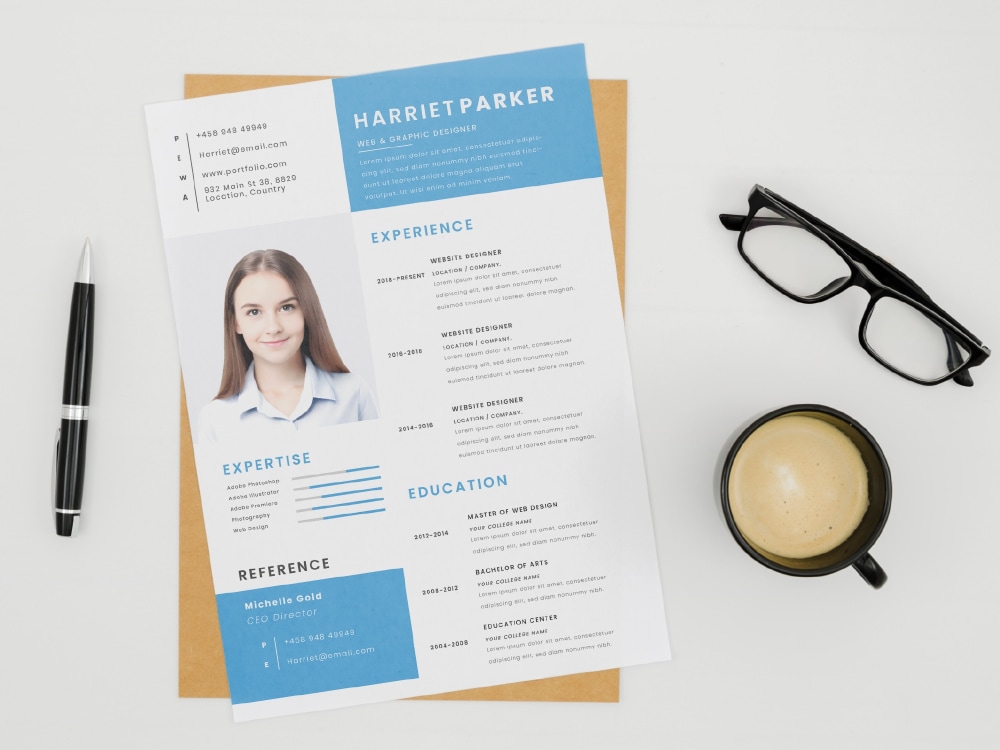 P +458 948 49949
E Harriet@email.com
W www.portfolio.com
A 932 Main St 38, 8829
Location, Country
HARRIET PARKER
WEB & GRAPHIC DESIGNER
Lorem ipsum dolor sit amet, consectetuer adipis-
cing elit, sed diam nonummy nibh euismod tinci-
dunt ut laoreet dolore magna aliquam erat
volutpat. Ut wisi enim ad minim veniam.
EXPERIENCE
2018-PRESENT
WEBSITE DESIGNER
LOCATION / COMPANY.
Lorem ipsum dolor sit amet, consectetuer
adipiscing elit, sed diam nonummy nibh
euismod tincidunt ut laoreet dolore magnan.
2016-2018
WEBSITE DESIGNER
LOCATION / COMPANY.
Lorem ipsum dolor sit amet, consectetuer
adipiscing elit, sed diam nonummy nibh
euismod tincidunt ut laoreet dolore magnan.
2014-2016
WEBSITE DESIGNER
LOCATION / COMPANY.
Lorem ipsum dolor sit amet, consectetuer
adipiscing elit, sed diam nonummy nibh
euismod tincidunt ut laoreet dolore magnan.
EXPERTISE
Adobe Photoshop
Adobe Illustrator
Adobe Premiere
Photography
Web Design
EDUCATION
2012-2014
MASTER OF WEB DESIGN
YOUR COLLEGE NAME
Lorem ipsum dolor sit amet, consectetuer
adipiscing elit, sed diam nonummy nibh.
2008-2012
BACHELOR OF ARTS
YOUR COLLEGE NAME
Lorem ipsum dolor sit amet, consectetuer
adipiscing elit, sed diam nonummy nibh.
2004-2008
EDUCATION CENTER
YOUR COLLEGE NAME
Lorem ipsum dolor sit amet, consectetuer
adipiscing elit, sed diam nonummy nibh.
REFERENCE
Michelle Gold
CEO Director
P +458 948 49949
E Harriet@email.com